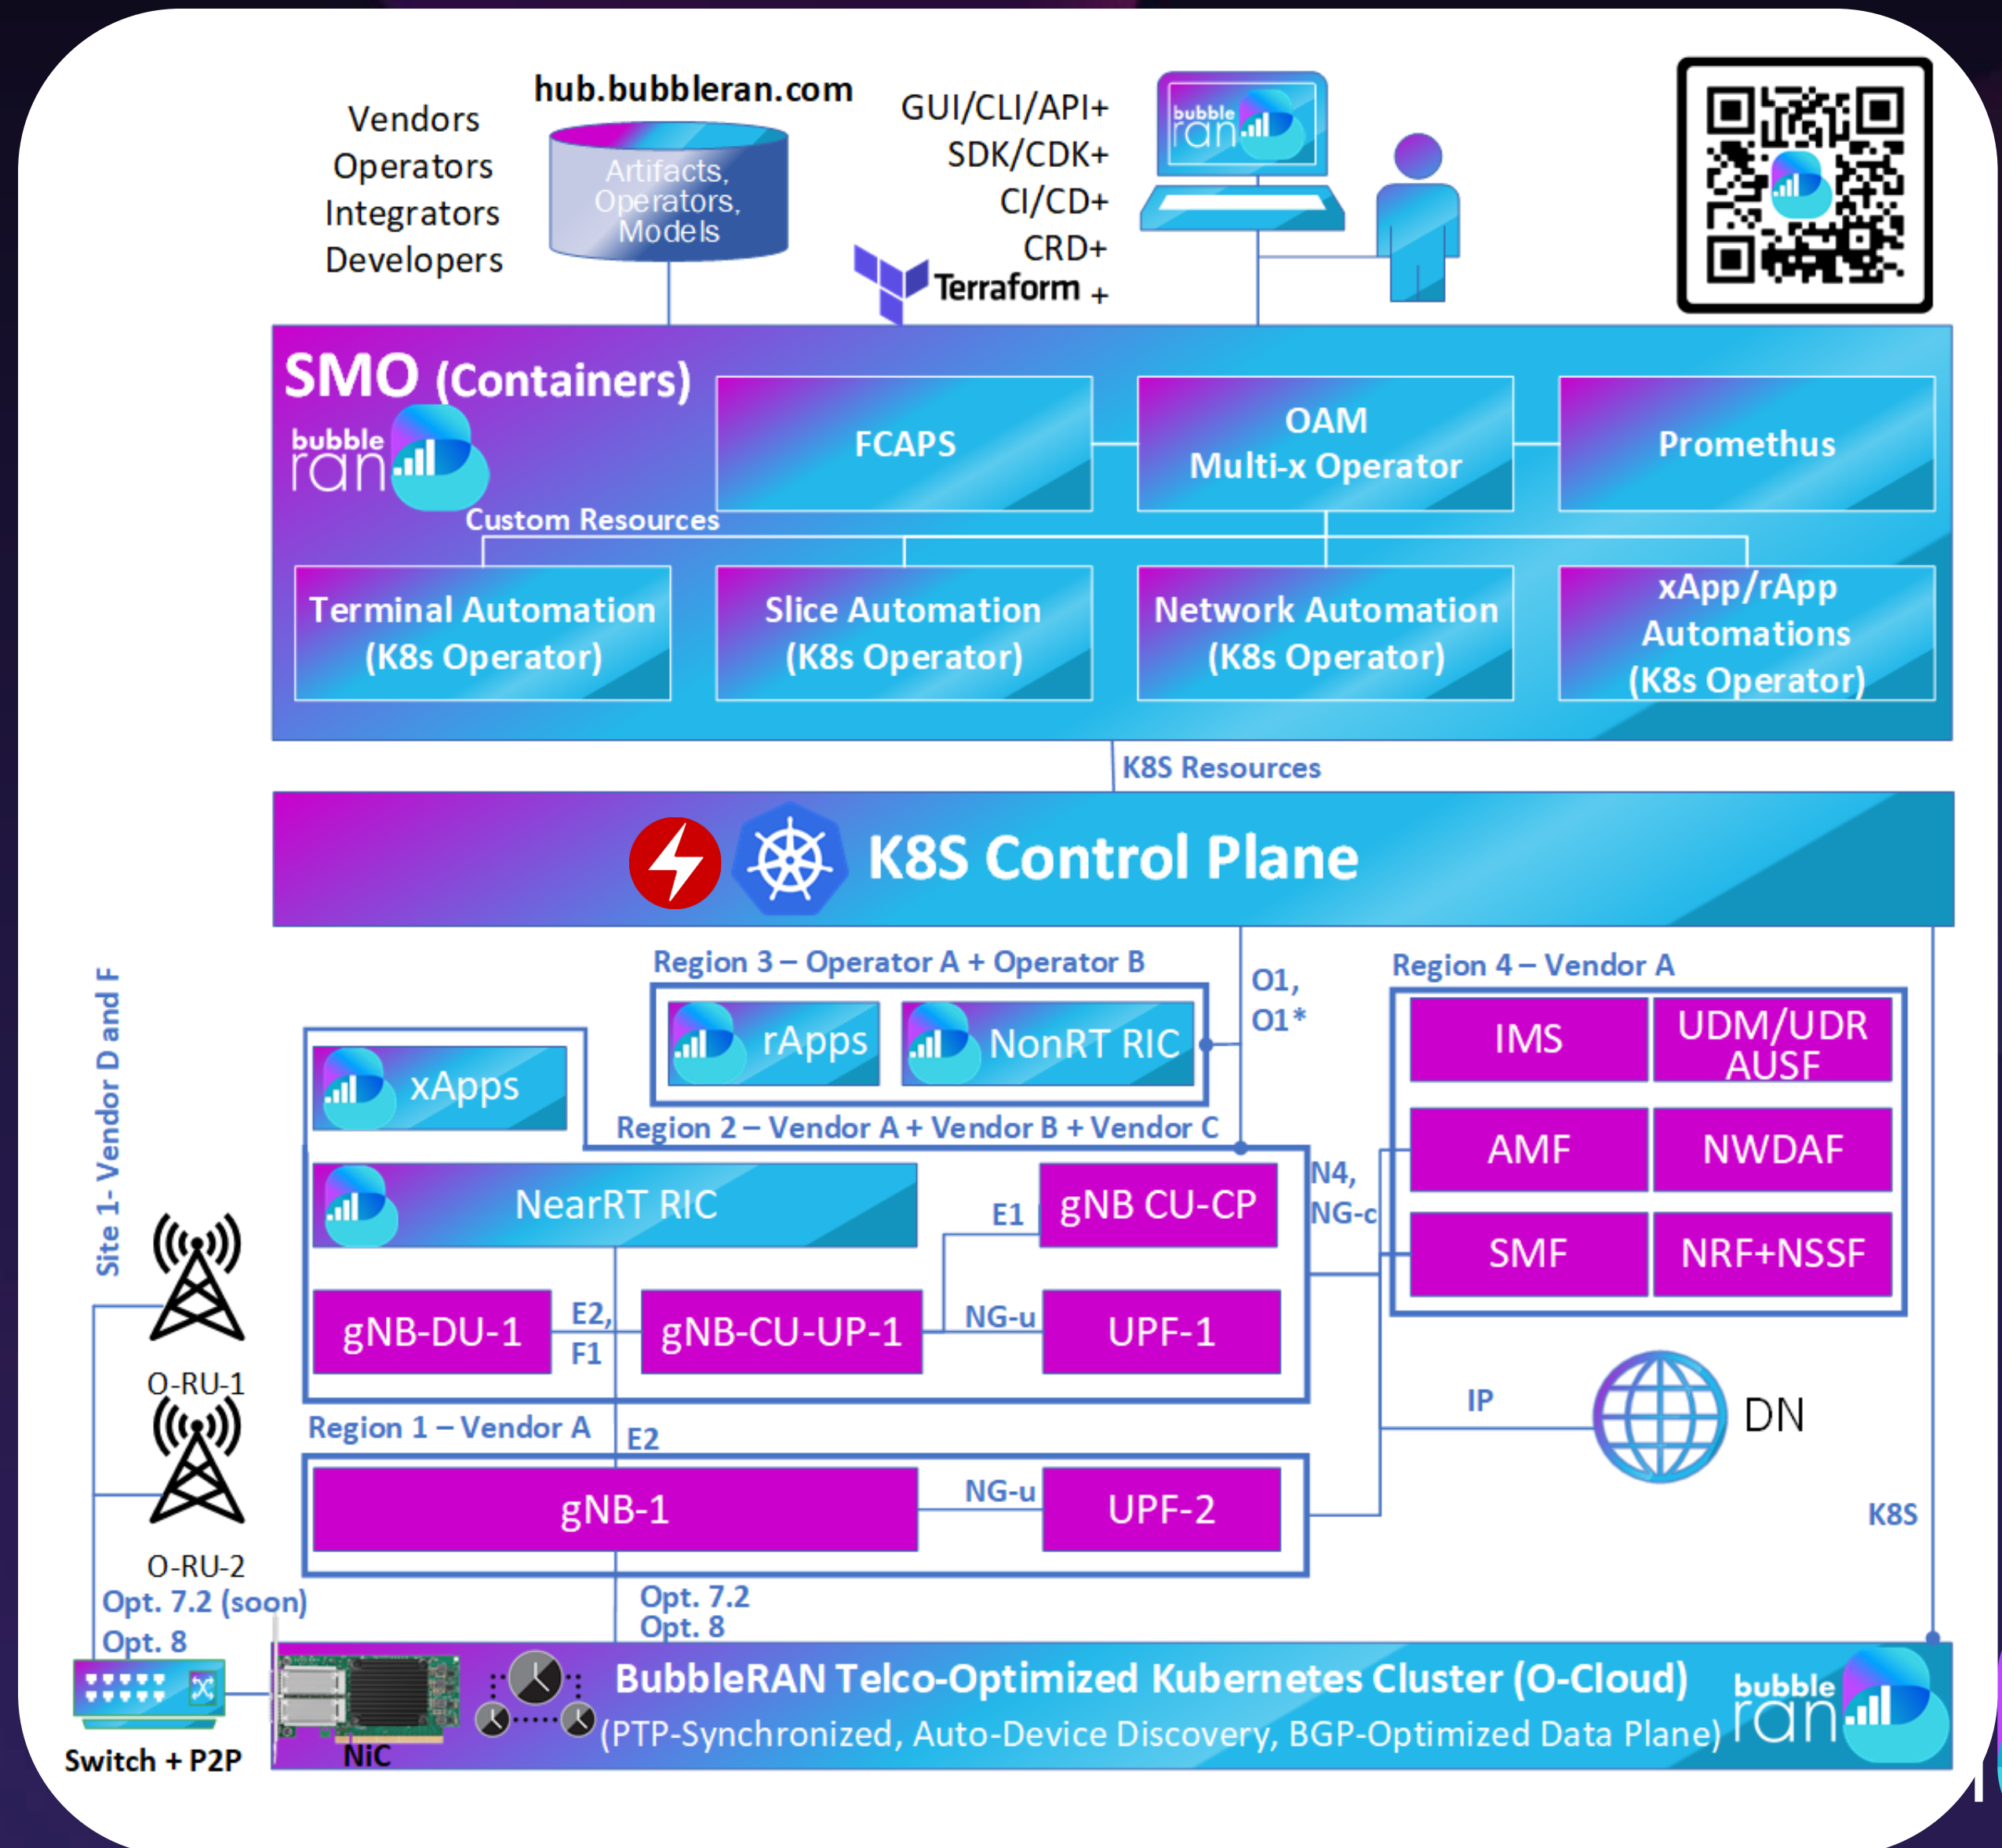 hub.bubbleran.com
Vendors
Operators
Integrators
Developers
Artifacts,
Operators,
Models
GUI/CLI/API+
SDK/CDK+
CI/CD+
CRD+
Terraform +
bubble
ran
SMO (Containers)
bubble
ran
FCAPS
OAM
Multi-x Operator
Promethus
Custom Resources
Terminal Automation
(K8s Operator)
Slice Automation
(K8s Operator)
Network Automation
(K8s Operator)
xApp/rApp
Automations
(K8s Operator)
K8S Resources
K8S Control Plane
Site 1- Vendor D and F
Region 3 – Operator A + Operator B
rApps
NonRT RIC
O1,
O1*
Region 4 – Vendor A
IMS
UDM/UDR
AUSF
AMF
NWDAF
SMF
NRF+NSSF
xApps
Region 2 – Vendor A + Vendor B + Vendor C
NearRT RIC
E1
gNB CU-CP
N4,
NG-c
gNB-DU-1
E2,
F1
gNB-CU-UP-1
NG-u
UPF-1
O-RU-1
Region 1 – Vendor A
E2
IP
DN
gNB-1
NG-u
UPF-2
K8S
O-RU-2
Opt. 7.2 (soon)
Opt. 8
Opt. 7.2
Opt. 8
BubbleRAN Telco-Optimized Kubernetes Cluster (O-Cloud)
(PTP-Synchronized, Auto-Device Discovery, BGP-Optimized Data Plane)
bubble
ran
Switch + P2P
NiC